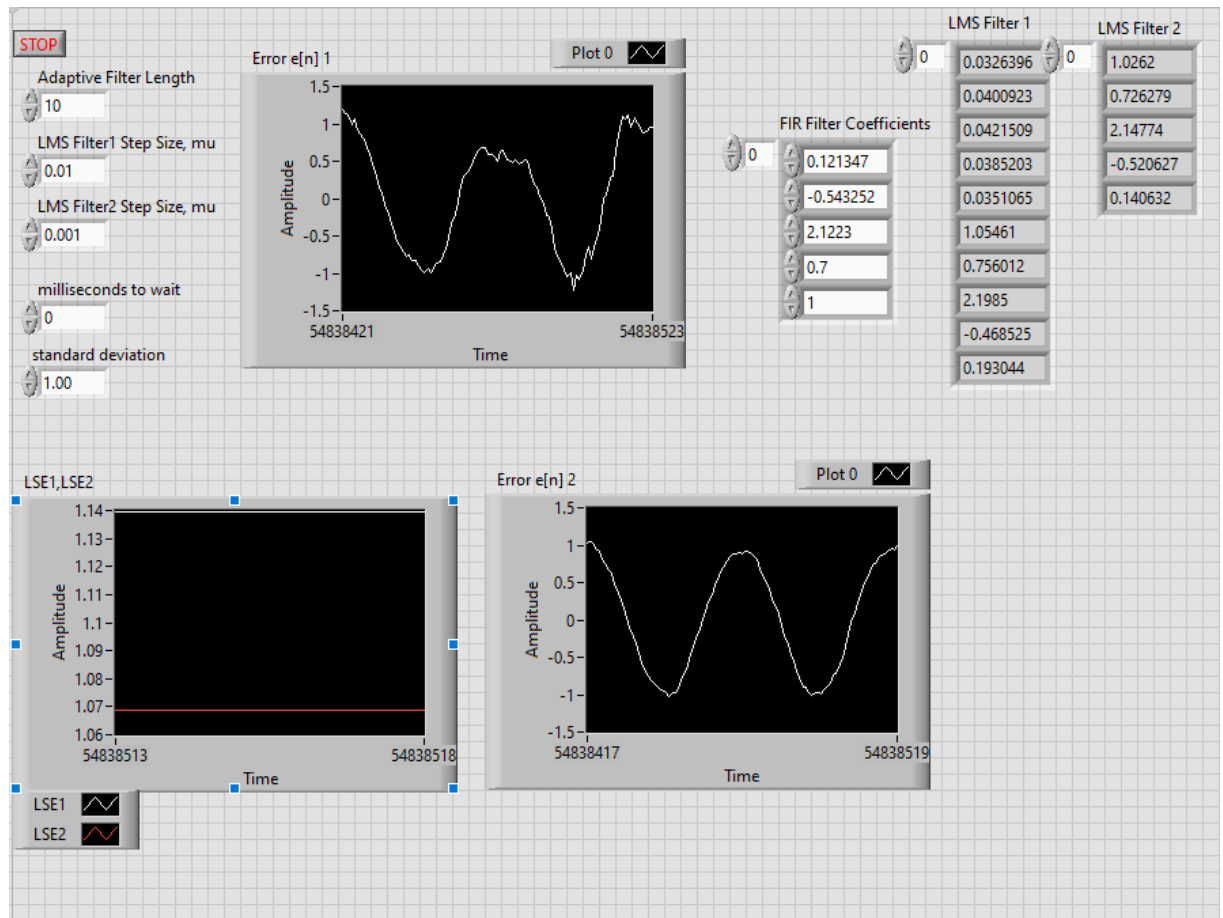 STOP
Adaptive Filter Length
10
LMS Filter1 Step Size, mu
0.01
LMS Filter2 Step Size, mu
0.001
milliseconds to wait
0
standard deviation
1.00
Error e[n] 1
Plot 0
1.5
1
0.5
0
-0.5
-1
-1.5
Amplitude
54838421
54838523
Time
FIR Filter Coefficients
0
0.121347
-0.543252
2.1223
0.7
1
LMS Filter 1
0
0.0326396
0.0400923
0.0421509
0.0385203
0.0351065
1.05461
0.756012
2.1985
-0.468525
0.193044
LMS Filter 2
0
1.0262
0.726279
2.14774
-0.520627
0.140632
LSE1,LSE2
1.14
1.13
1.12
1.11
1.1
1.09
1.08
1.07
1.06
Amplitude
54838513
54838518
Time
LSE1
LSE2
Error e[n] 2
Plot 0
1.5
1
0.5
0
-0.5
-1
-1.5
Amplitude
54838417
54838519
Time